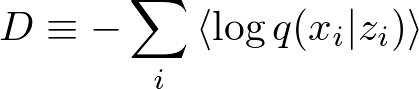 D ≡ − ∑_i ⟨log q(x_i|z_i)⟩